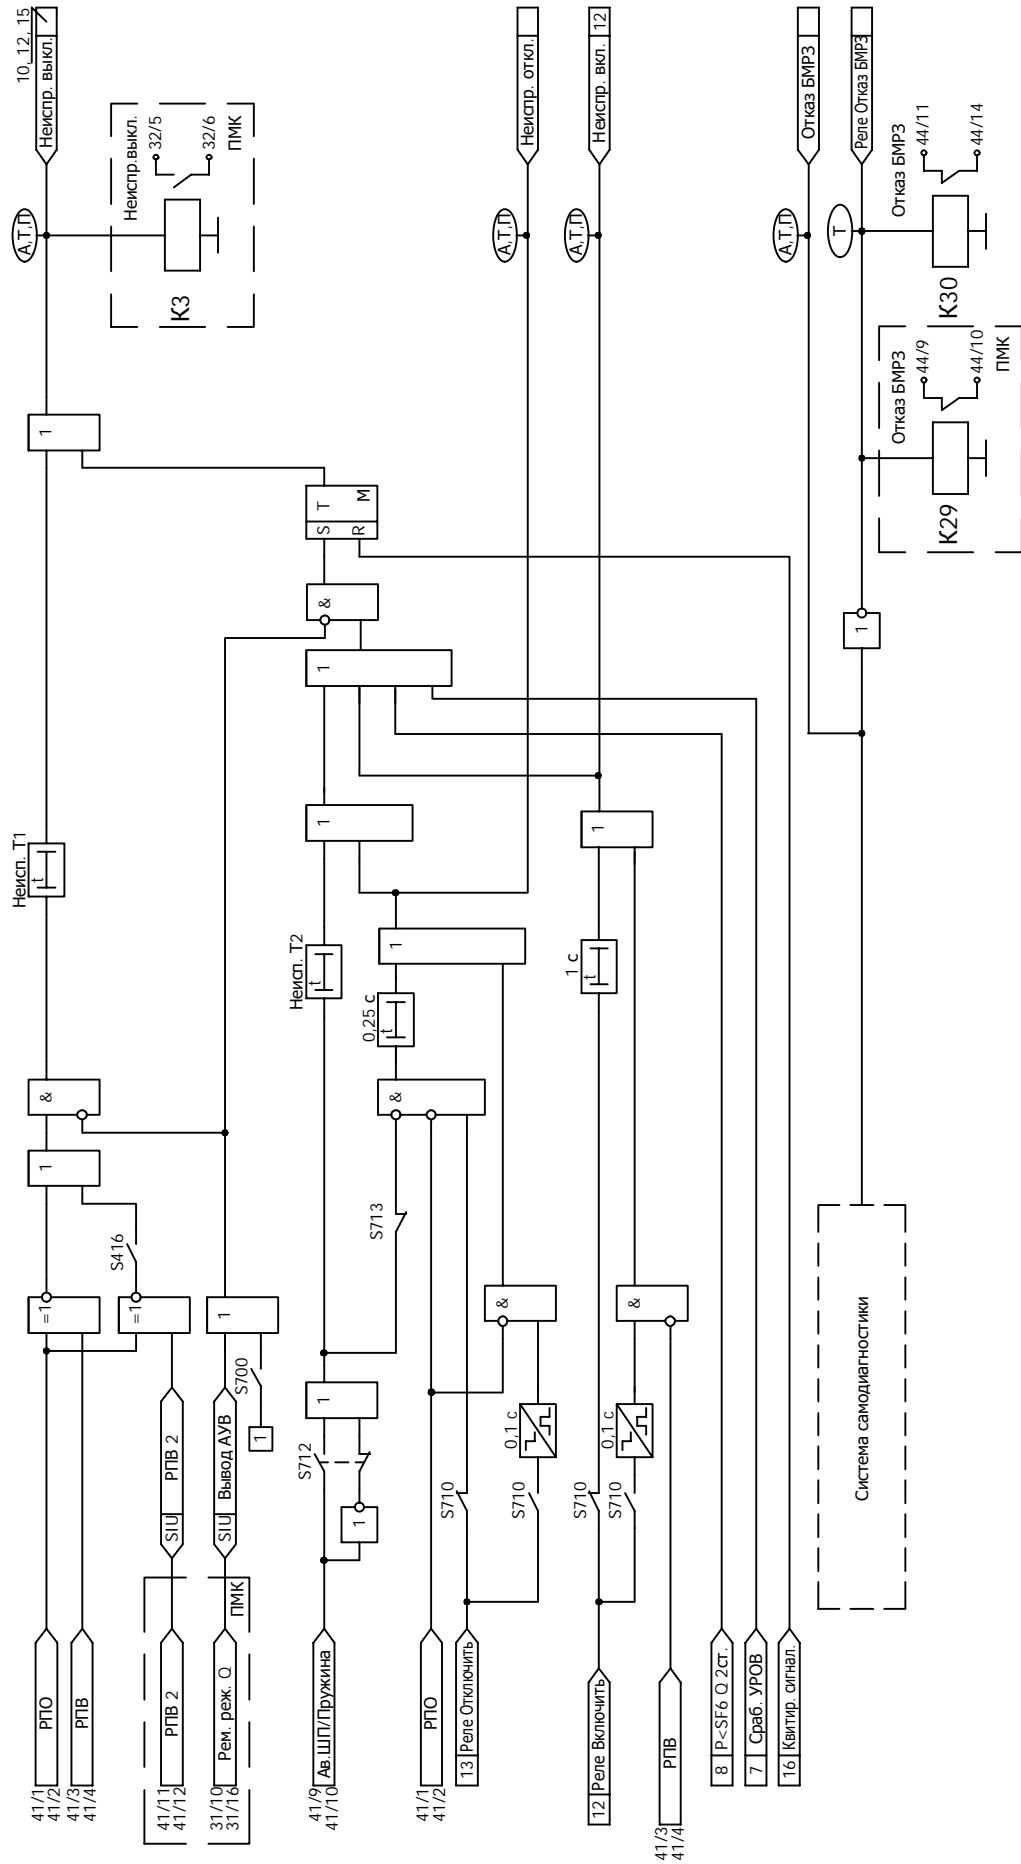 РПО
41/1
41/2
РПВ
41/3
41/4
РПВ 2
41/11
41/12
SIU РПВ 2
Рем. реж. Q
31/10
31/16
ПМК
SIU Вывод АУВ
=1
=1
S416
1
S700
1
1
&
Неисп. Т1
t
1
А,Т,П
Неиспр. выкл.
10, 12, 15
К3
Неиспр.выкл.
32/5
32/6
ПМК
Ав.ШП/Пружина
41/9
41/10
1
S712
1
Неисп. Т2
t
1
1
&
S T
R M
РПО
41/1
41/2
13 Реле Отключить
S713
S710
S710
0,1 с
&
&
0,25 с
t
1
А,Т,П
Неиспр. откл.
12 Реле Включить
S710
S710
0,1 с
РПВ
41/3
41/4
&
1 с
t
1
А,Т,П
Неиспр. вкл. 12
8 P<SF6 Q 2ст.
7 Сраб. УРОВ
16 Квитир. сигнал.
Система самодиагностики
1
А,Т,П
Отказ БМРЗ
Т
Реле Отказ БМРЗ
К29
Отказ БМРЗ
44/9
44/10
ПМК
К30
Отказ БМРЗ
44/11
44/14